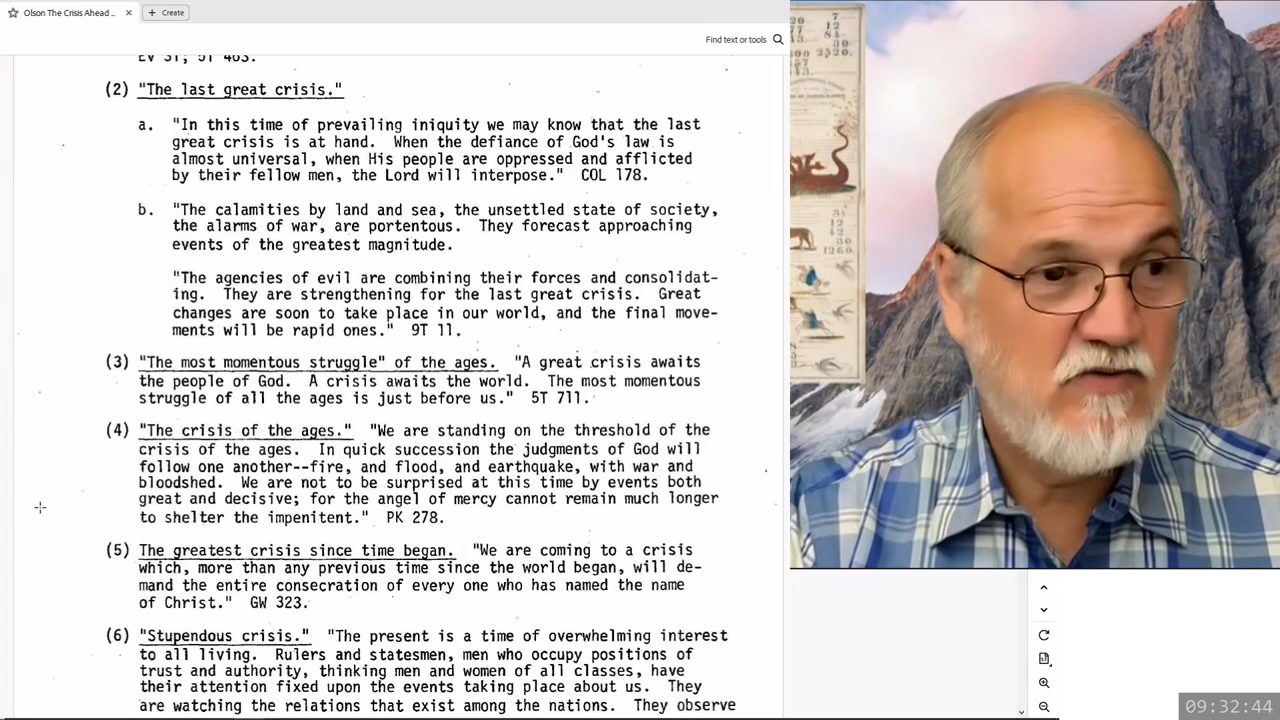 Olson The Crisis Ahead ..
Create
Find text or tools
EV 31; 5T 463.
(2) "The last great crisis."
a. "In this time of prevailing iniquity we may know that the last
great crisis is at hand. When the defiance of God's law is
almost universal, when His people are oppressed and afflicted
by their fellow men, the Lord will interpose." COL 178.
b. "The calamities by land and sea, the unsettled state of society,
the alarms of war, are portentous. They forecast approaching
events of the greatest magnitude.
"The agencies of evil are combining their forces and consolidat-
ing. They are strengthening for the last great crisis. Great
changes are soon to take place in our world, and the final move-
ments will be rapid ones." 9T 11.
(3) "The most momentous struggle" of the ages. "A great crisis awaits
the people of God. A crisis awaits the world. The most momentous
struggle of all the ages is just before us." 5T 711.
(4) "The crisis of the ages." "We are standing on the threshold of the
crisis of the ages. In quick succession the judgments of God will
follow one another--fire, and flood, and earthquake, with war and
bloodshed. We are not to be surprised at this time by events both
great and decisive; for the angel of mercy cannot remain much longer
to shelter the impenitent." PK 278.
(5) The greatest crisis since time began. "We are coming to a crisis
which, more than any previous time since the world began, will de-
mand the entire consecration of every one who has named the name
of Christ." GW 323.
(6) "Stupendous crisis." "The present is a time of overwhelming interest
to all living. Rulers and statesmen, men who occupy positions of
trust and authority, thinking men and women of all classes, have
their attention fixed upon the events taking place about us. They
are watching the relations that exist among the nations. They observe
7
12
30
2520.
12
30
1260.
09:32:44